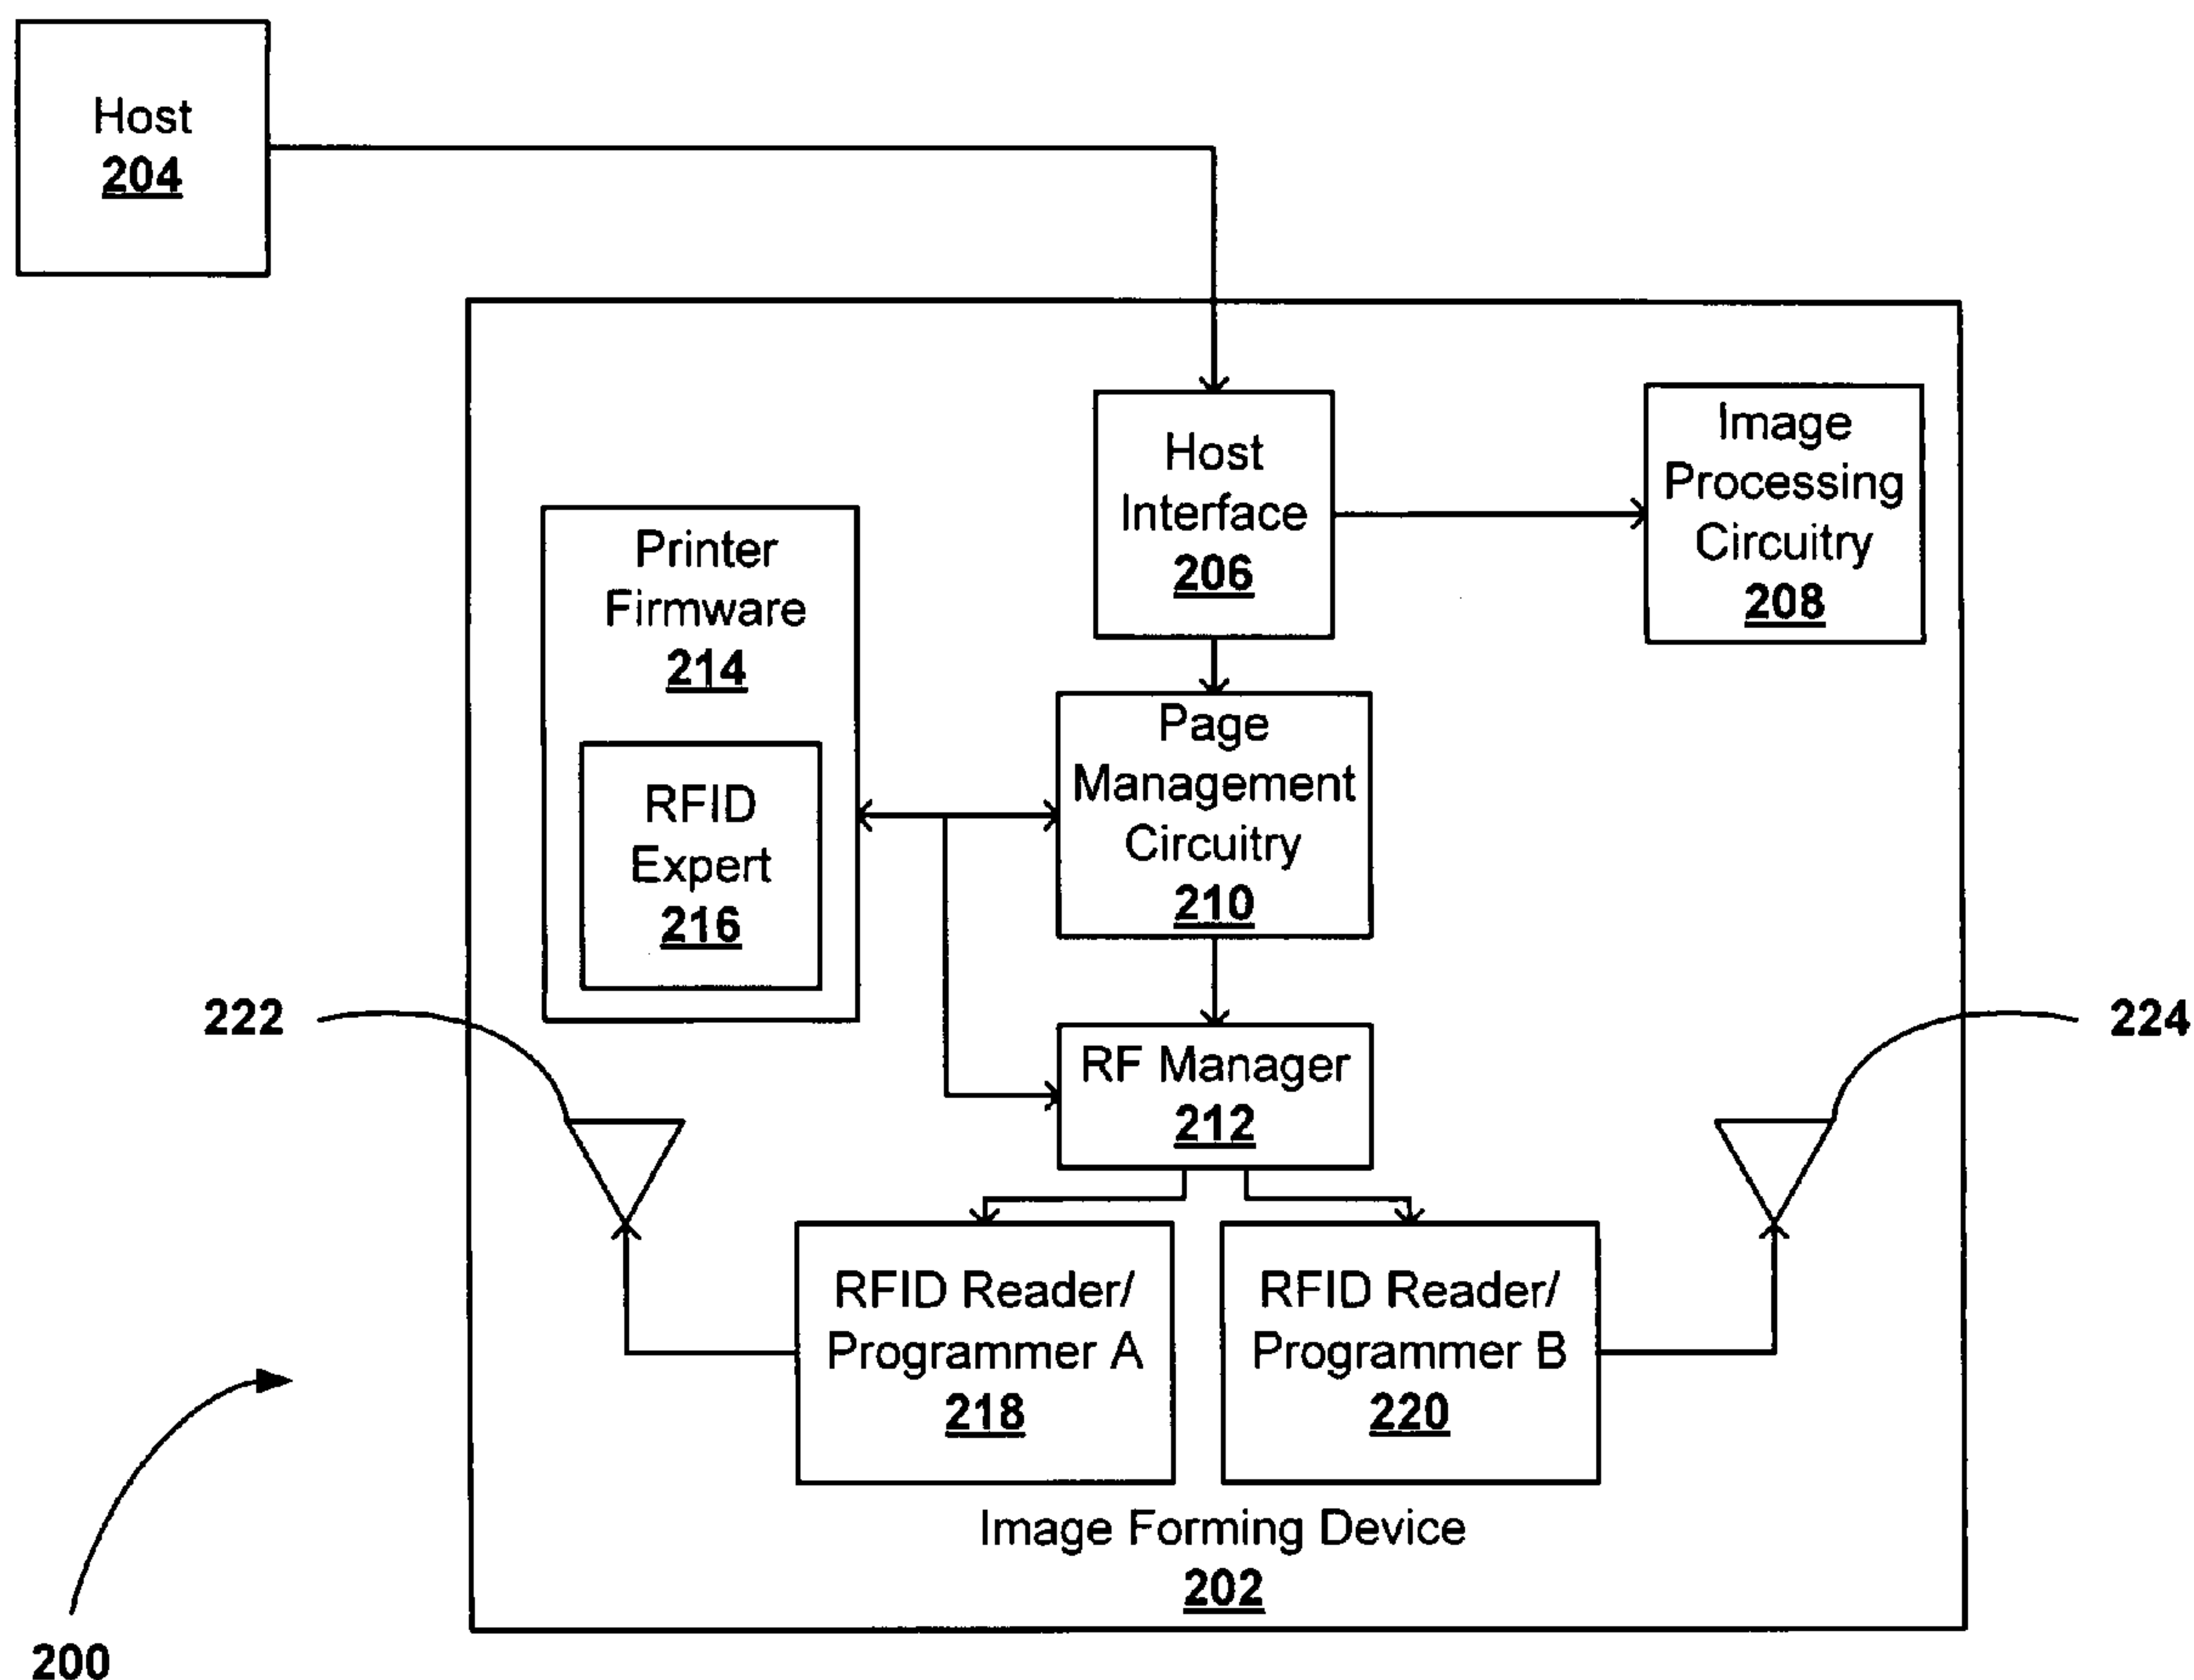 Host
204
Host
Interface
206
Image
Processing
Circuitry
208
Printer
Firmware
214
RFID
Expert
216
Page
Management
Circuitry
210
222
224
RF Manager
212
RFID Reader/
Programmer A
218
RFID Reader/
Programmer B
220
Image Forming Device
202
200